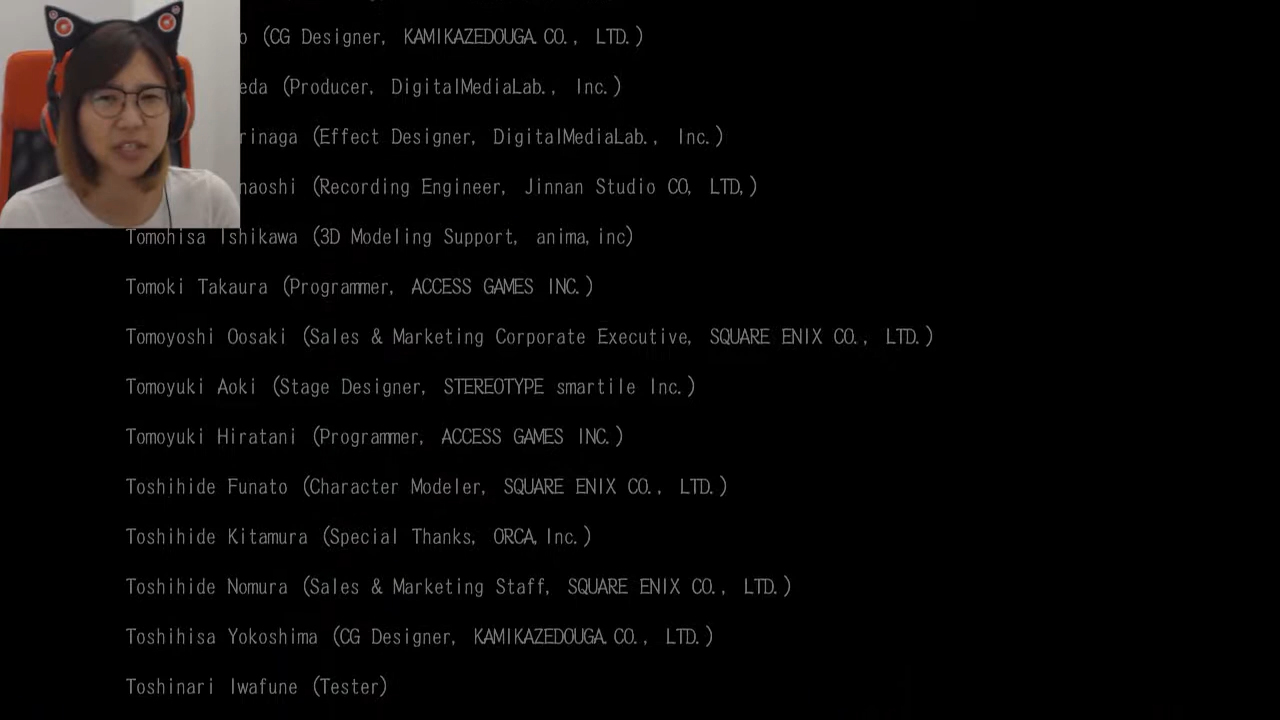 (CG Designer, KAMIKAZEDOUGA.CO., LTD.)
(Producer, DigitalMediaLab., Inc.)
(Effect Designer, DigitalMediaLab., Inc.)
(Recording Engineer, Jinnan Studio CO, LTD,)
Tomohisa Ishikawa (3D Modeling Support, anima,inc)
Tomoki Takaura (Programmer, ACCESS GAMES INC.)
Tomoyoshi Oosaki (Sales & Marketing Corporate Executive, SQUARE ENIX CO., LTD.)
Tomoyuki Aoki (Stage Designer, STEREOTYPE smartile Inc.)
Tomoyuki Hiratani (Programmer, ACCESS GAMES INC.)
Toshihide Funato (Character Modeler, SQUARE ENIX CO., LTD.)
Toshihide Kitamura (Special Thanks, ORCA,Inc.)
Toshihide Nomura (Sales & Marketing Staff, SQUARE ENIX CO., LTD.)
Toshihisa Yokoshima (CG Designer, KAMIKAZEDOUGA.CO., LTD.)
Toshinari Iwafune (Tester)